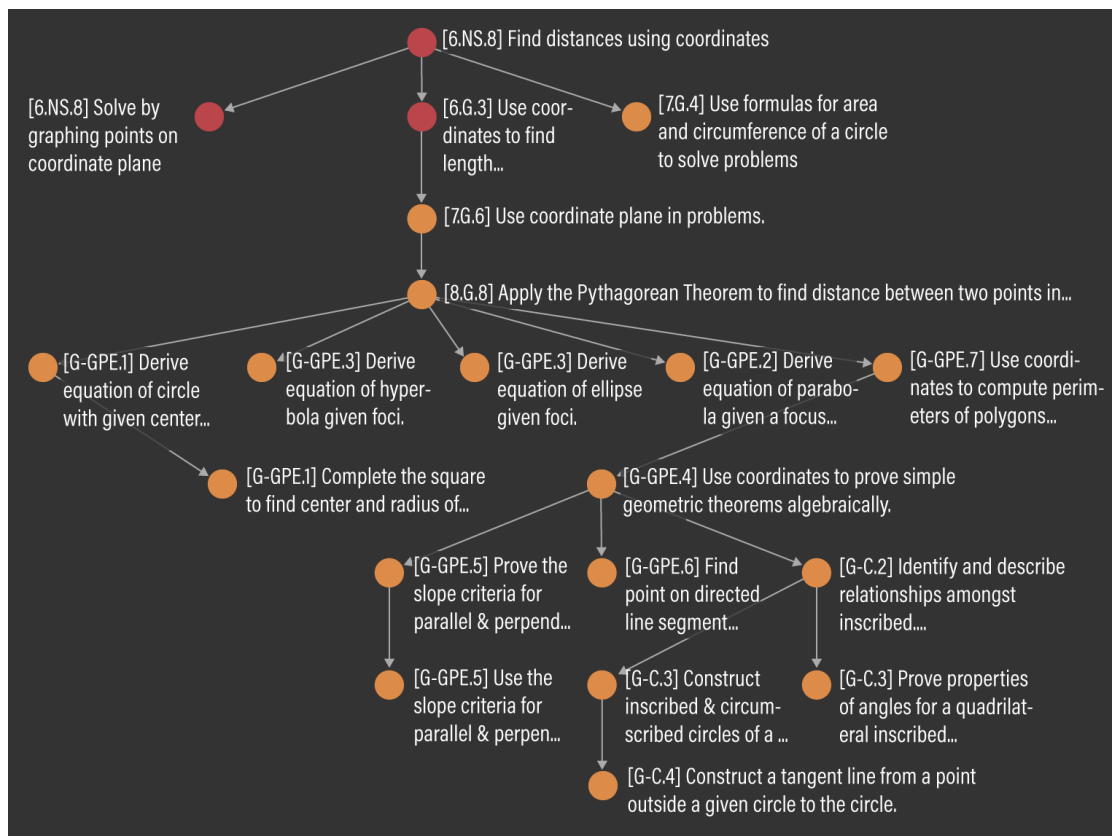 [6.NS.8] Find distances using coordinates
[6.NS.8] Solve by
graphing points on
coordinate plane
[6.G.3] Use coor-
dinates to find
length...
[7.G.4] Use formulas for area
and circumference of a circle
to solve problems
[7.G.6] Use coordinate plane in problems.
[8.G.8] Apply the Pythagorean Theorem to find distance between two points in...
[G-GPE.1] Derive
equation of circle
with given center...
[G-GPE.3] Derive
equation of hyper-
bola given foci.
[G-GPE.3] Derive
equation of ellipse
given foci.
[G-GPE.2] Derive
equation of parabo-
la given a focus...
[G-GPE.7] Use coordi-
nates to compute perim-
eters of polygons...
[G-GPE.1] Complete the square
to find center and radius of...
[G-GPE.4] Use coordinates to prove simple
geometric theorems algebraically.
[G-GPE.5] Prove the
slope criteria for
parallel & perpend...
[G-GPE.6] Find
point on directed
line segment...
[G-C.2] Identify and describe
relationships amongst
inscribed....
[G-GPE.5] Use the
slope criteria for
parallel & perpen...
[G-C.3] Construct
inscribed & circum-
scribed circles of a ...
[G-C.3] Prove properties
of angles for a quadrilat-
eral inscribed...
[G-C.4] Construct a tangent line from a point
outside a given circle to the circle.